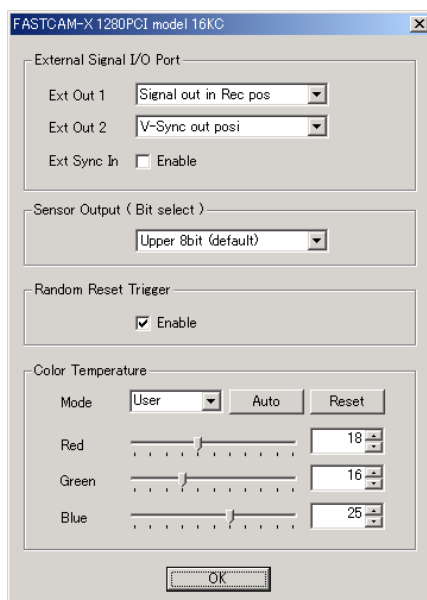 FASTCAM-X 1280PCI model 16KC
External Signal I/O Port
Ext Out 1 Signal out in Rec pos
Ext Out 2 V-Sync out posi
Ext Sync In Enable
Sensor Output ( Bit select )
Upper 8bit (default)
Random Reset Trigger
Enable
Color Temperature
Mode User Auto Reset
Red 18
Green 16
Blue 25
OK